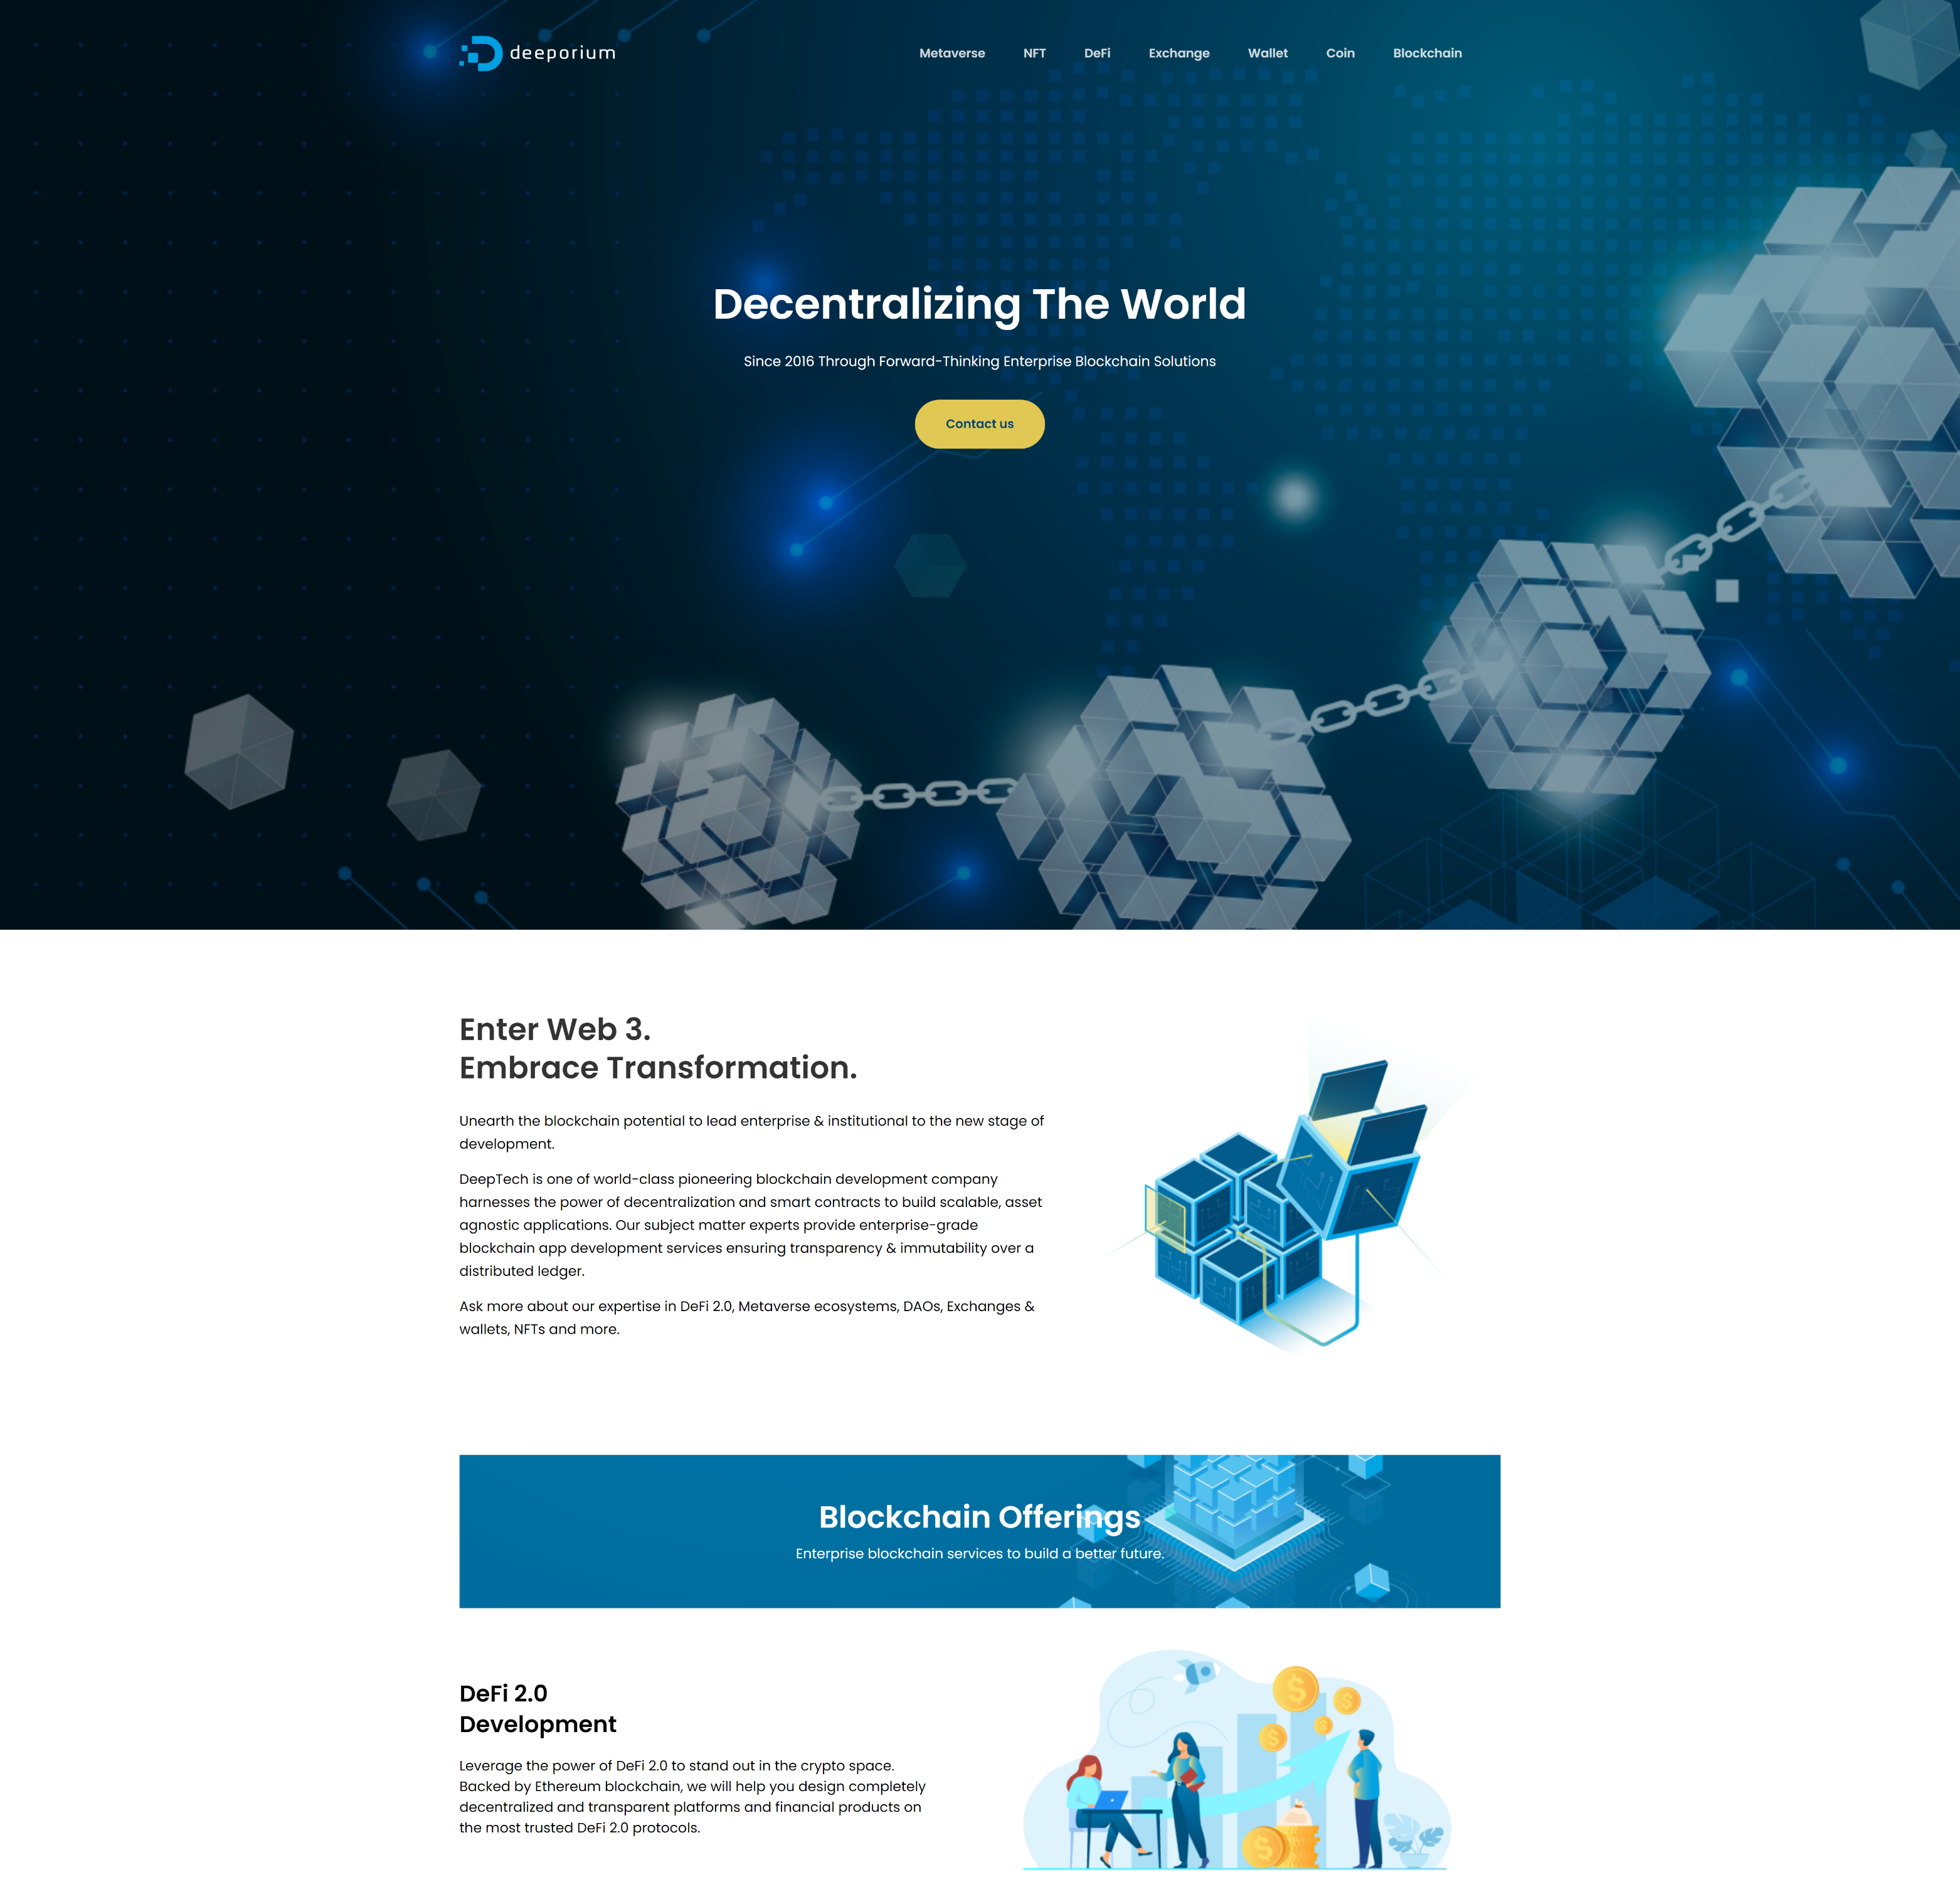 deeporium
Metaverse NFT DeFi Exchange Wallet Coin Blockchain
Decentralizing The World
Since 2016 Through Forward-Thinking Enterprise Blockchain Solutions
Contact us
Enter Web 3.
Embrace Transformation.
Unearth the blockchain potential to lead enterprise & institutional to the new stage of
development.
DeepTech is one of world-class pioneering blockchain development company
harnesses the power of decentralization and smart contracts to build scalable, asset
agnostic applications. Our subject matter experts provide enterprise-grade
blockchain app development services ensuring transparency & immutability over a
distributed ledger.
Ask more about our expertise in DeFi 2.0, Metaverse ecosystems, DAOs, Exchanges &
wallets, NFTs and more.
Blockchain Offerings
Enterprise blockchain services to build a better future.
DeFi 2.0
Development
Leverage the power of DeFi 2.0 to stand out in the crypto space.
Backed by Ethereum blockchain, we will help you design completely
decentralized and transparent platforms and financial products on
the most trusted DeFi 2.0 protocols.